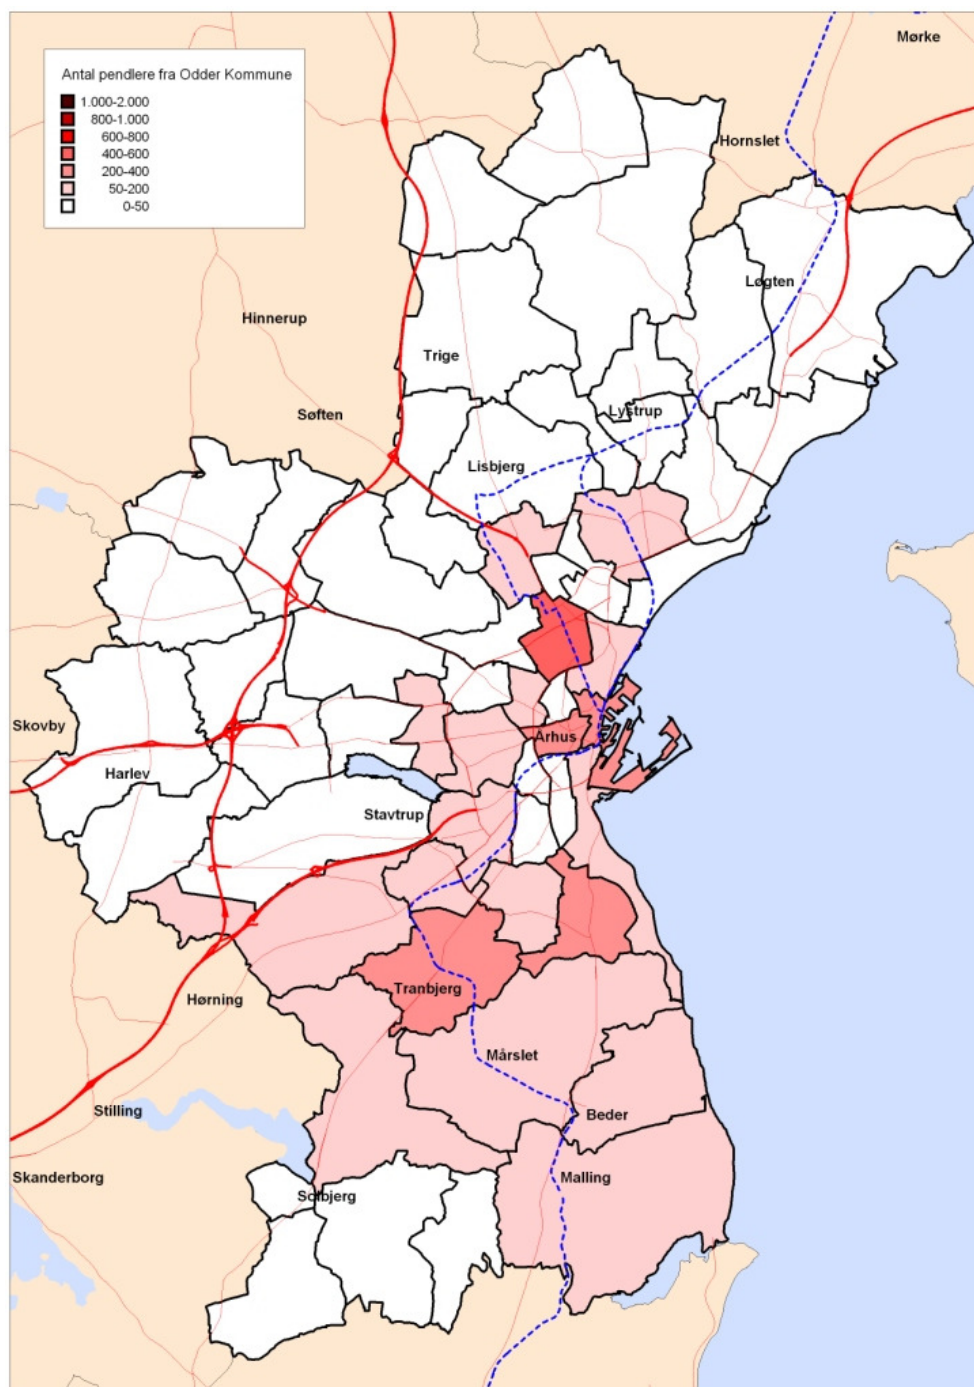 Antal pendlere fra Odder Kommune
1.000-2.000
800-1.000
600-800
400-600
200-400
50-200
0-50
Mørke
Hornslet
Løgten
Hinnerup
Trige
Søften
Lystrup
Lisbjerg
Skovby
Århus
Harlev
Stavtrup
Tranbjerg
Hørning
Mårslet
Stilling
Beder
Skanderborg
Malling
Solbjerg